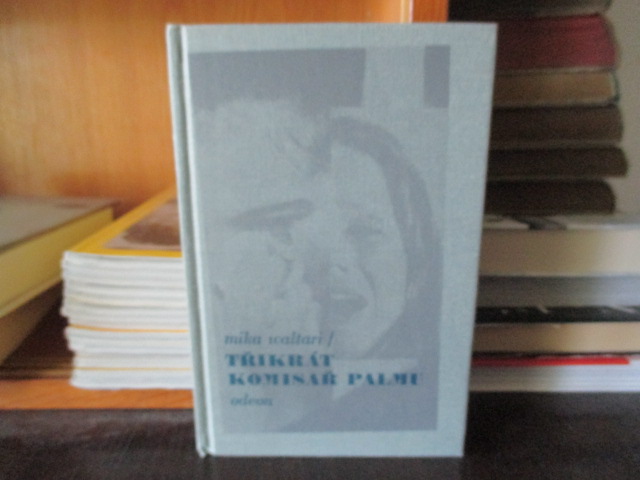 mika waltari /
TŘIKRÁT
KOMISAŘ PALMU
odeon